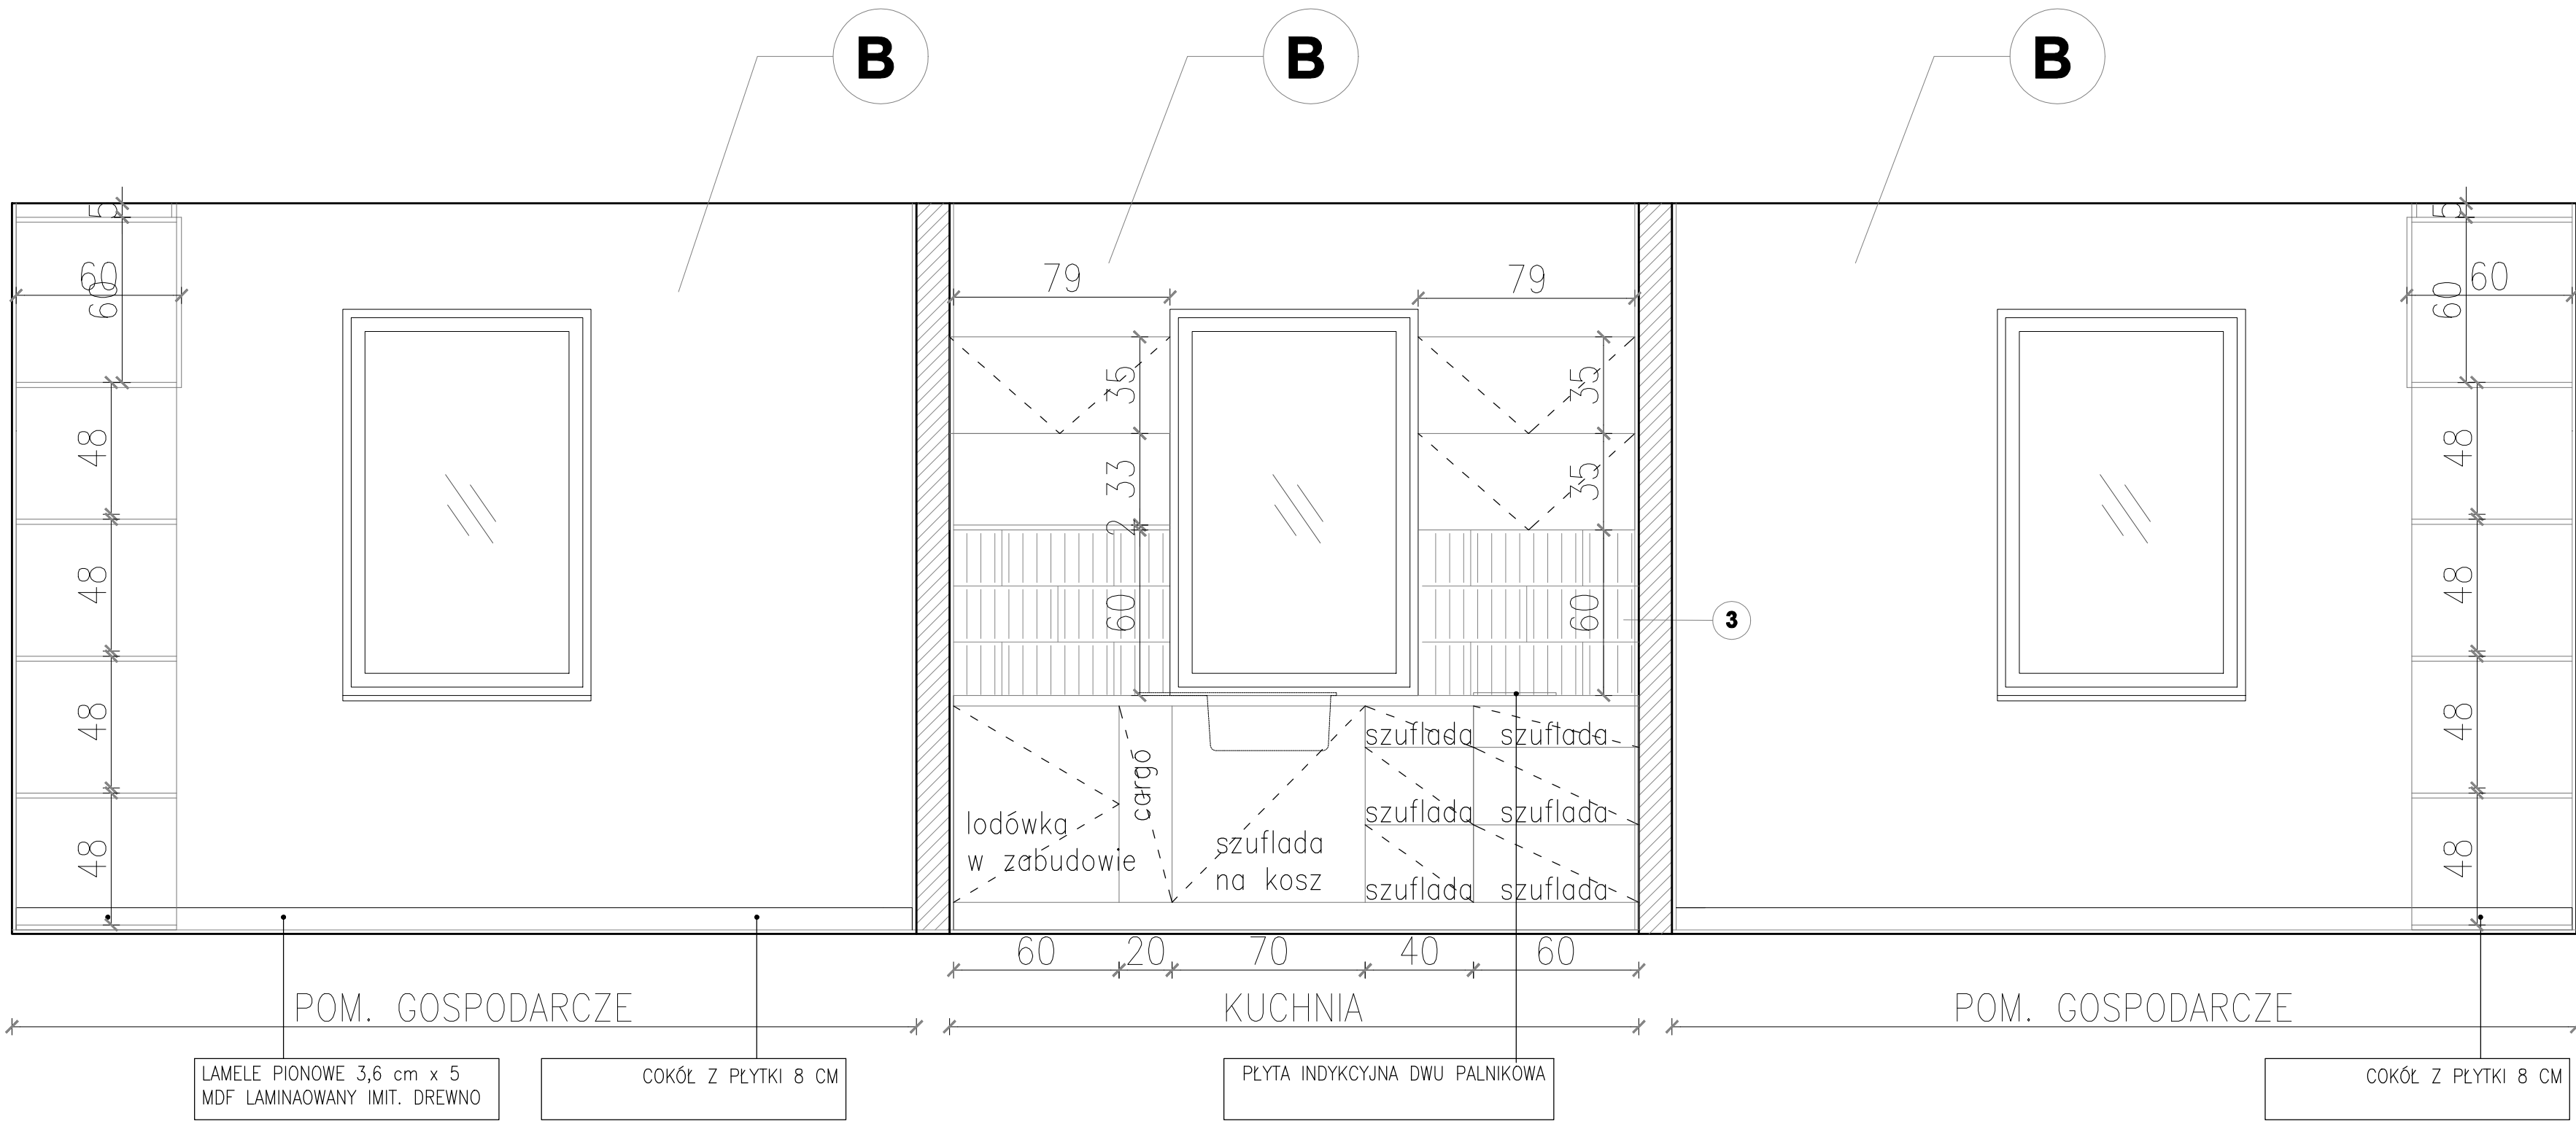 B
B
B
5
60
60
48
48
48
48
79
79
35
33
2
60
35
35
60
3
5
60
60
48
48
48
48
lodówka
w zabudowie
cargo
szuflada
na kosz
szuflada szuflada
szuflada szuflada
szuflada szuflada
60 20 70 40 60
POM. GOSPODARCZE
KUCHNIA
POM. GOSPODARCZE
LAMELE PIONOWE 3,6 cm x 5
MDF LAMINAOWANY IMIT. DREWNO
COKÓŁ Z PŁYTKI 8 CM
PŁYTA INDYKCYJNA DWU PALNIKOWA
COKÓŁ Z PŁYTKI 8 CM